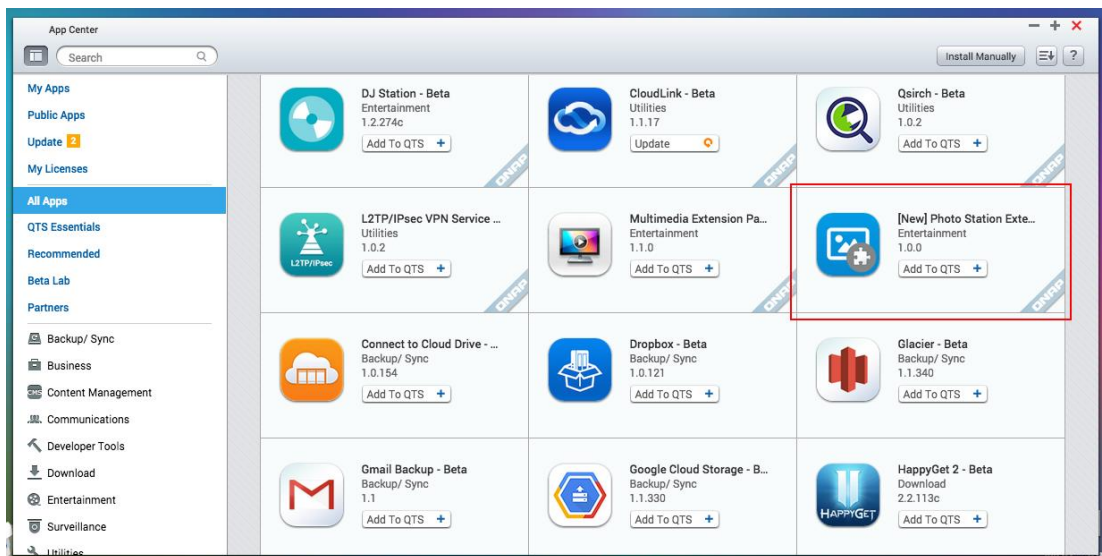 App Center
Search
Install Manually
?
My Apps
Public Apps
Update 2
My Licenses
All Apps
QTS Essentials
Recommended
Beta Lab
Partners
Backup/ Sync
Business
CMS Content Management
Communications
Developer Tools
Download
Entertainment
Surveillance
Utilities
DJ Station - Beta
Entertainment
1.2.274c
Add To QTS +
QNAP
CloudLink - Beta
Utilities
1.1.17
Update
QNAP
Qsirch - Beta
Utilities
1.0.2
Add To QTS +
QNAP
L2TP/IPsec
L2TP/IPsec VPN Service ...
Utilities
1.0.2
Add To QTS +
QNAP
Multimedia Extension Pa...
Entertainment
1.1.0
Add To QTS +
QNAP
[New] Photo Station Exte...
Entertainment
1.0.0
Add To QTS +
QNAP
Connect to Cloud Drive - ...
Backup/ Sync
1.0.154
Add To QTS +
Dropbox - Beta
Backup/ Sync
1.0.121
Add To QTS +
Glacier - Beta
Backup/ Sync
1.1.340
Add To QTS +
Gmail Backup - Beta
Backup/ Sync
1.1
Add To QTS +
Google Cloud Storage - B...
Backup/ Sync
1.1.330
Add To QTS +
HAPPYGET
HappyGet 2 - Beta
Download
2.2.113c
Add To QTS +